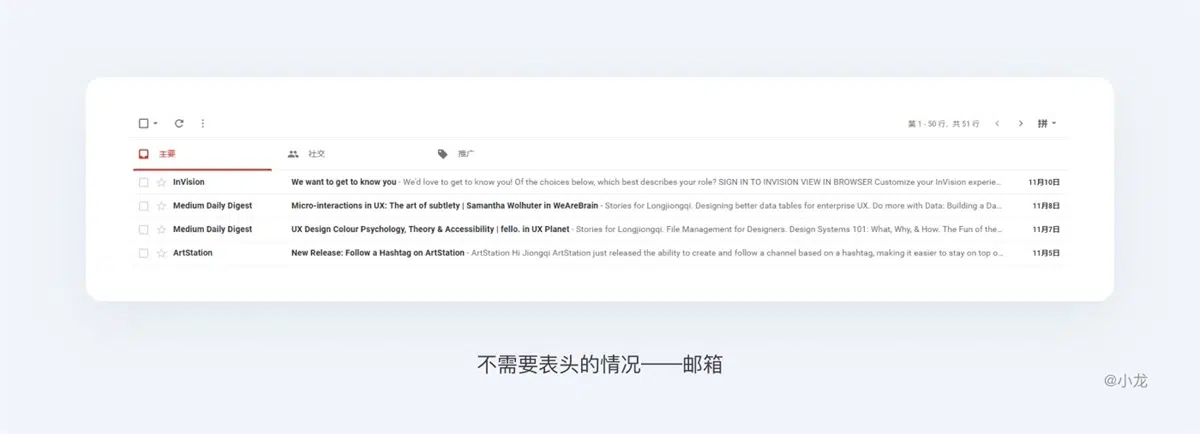 第 1 - 50 行，共 51 行 拼
主要 社交 推广
InVision We want to get to know you - We'd love to get to know you! Of the choices below, which best describes your role? SIGN IN TO INVISION VIEW IN BROWSER Customize your InVision experie... 11月10日
Medium Daily Digest Micro-interactions in UX: The art of subtlety | Samantha Wolhuter in WeAreBrain - Stories for Longjiongqi. Designing better data tables for enterprise UX. Do more with Data: Building a Da... 11月8日
Medium Daily Digest UX Design Colour Psychology, Theory & Accessibility | fello. in UX Planet - Stories for Longjiongqi. File Management for Designers. Design Systems 101: What, Why, & How. The Fun of the... 11月7日
ArtStation New Release: Follow a Hashtag on ArtStation - ArtStation Hi Jiongqi ArtStation just released the ability to create and follow a channel based on a hashtag, making it easier to stay on top o... 11月5日
不需要表头的情况——邮箱
@小龙